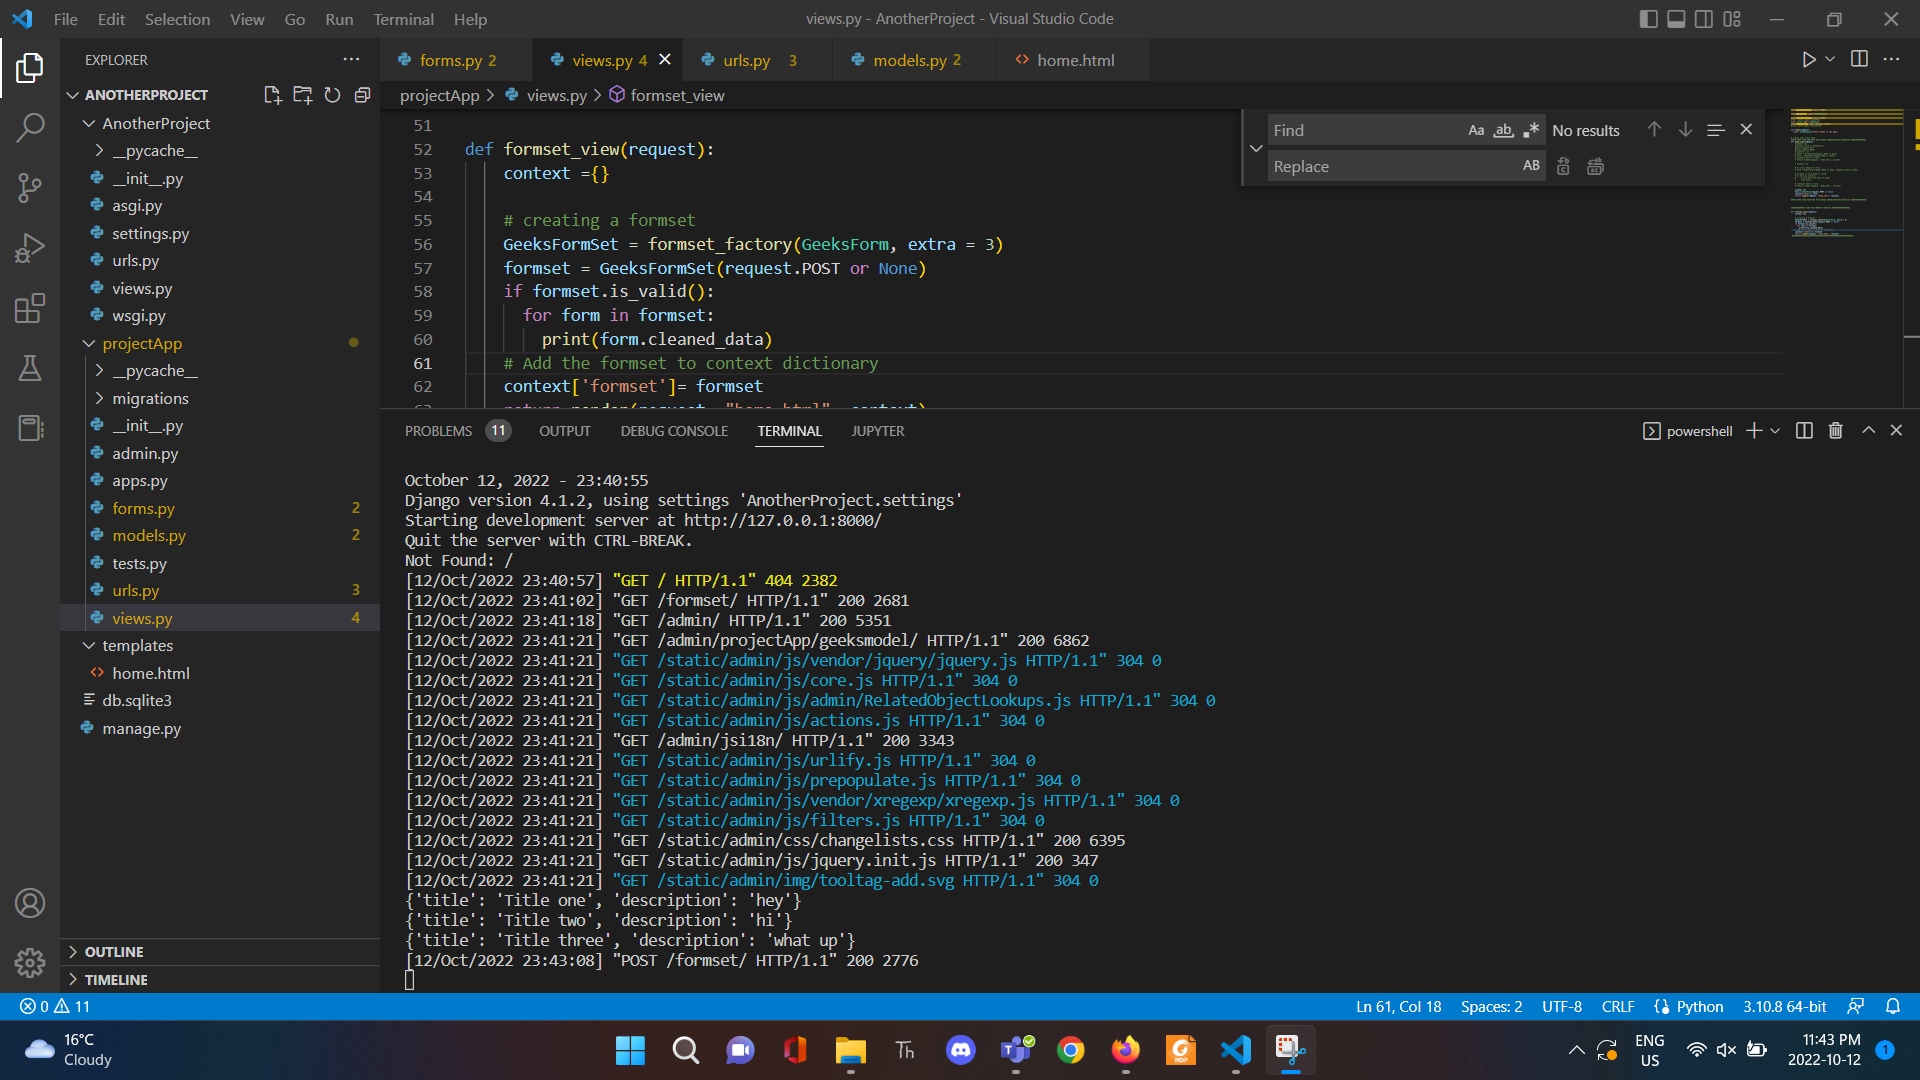 File Edit Selection View Go Run Terminal Help
views.py - AnotherProject - Visual Studio Code
EXPLORER
ANOTHERPROJECT
AnotherProject
__pycache__
__init__.py
asgi.py
settings.py
urls.py
views.py
wsgi.py
projectApp
__pycache__
migrations
__init__.py
admin.py
apps.py
forms.py 2
models.py 2
tests.py
urls.py 3
views.py 4
templates
home.html
db.sqlite3
manage.py
OUTLINE
TIMELINE
forms.py 2
views.py 4
urls.py 3
models.py 2
home.html
projectApp > views.py > formset_view
Find
Aa ab
No results
Replace
AB
51
52 def formset_view(request):
53 context ={}
54
55 # creating a formset
56 GeeksFormSet = formset_factory(GeeksForm, extra = 3)
57 formset = GeeksFormSet(request.POST or None)
58 if formset.is_valid():
59 for form in formset:
60 print(form.cleaned_data)
61 # Add the formset to context dictionary
62 context['formset']= formset
63 return render(request, "home.html", context)
PROBLEMS 11 OUTPUT DEBUG CONSOLE TERMINAL JUPYTER
powershell
October 12, 2022 - 23:40:55
Django version 4.1.2, using settings 'AnotherProject.settings'
Starting development server at http://127.0.0.1:8000/
Quit the server with CTRL-BREAK.
Not Found: /
[12/Oct/2022 23:40:57] "GET / HTTP/1.1" 404 2382
[12/Oct/2022 23:41:02] "GET /formset/ HTTP/1.1" 200 2681
[12/Oct/2022 23:41:18] "GET /admin/ HTTP/1.1" 200 5351
[12/Oct/2022 23:41:21] "GET /admin/projectApp/geeksmodel/ HTTP/1.1" 200 6862
[12/Oct/2022 23:41:21] "GET /static/admin/js/vendor/jquery/jquery.js HTTP/1.1" 304 0
[12/Oct/2022 23:41:21] "GET /static/admin/js/core.js HTTP/1.1" 304 0
[12/Oct/2022 23:41:21] "GET /static/admin/js/admin/RelatedObjectLookups.js HTTP/1.1" 304 0
[12/Oct/2022 23:41:21] "GET /static/admin/js/actions.js HTTP/1.1" 304 0
[12/Oct/2022 23:41:21] "GET /admin/jsi18n/ HTTP/1.1" 200 3343
[12/Oct/2022 23:41:21] "GET /static/admin/js/urlify.js HTTP/1.1" 304 0
[12/Oct/2022 23:41:21] "GET /static/admin/js/prepopulate.js HTTP/1.1" 304 0
[12/Oct/2022 23:41:21] "GET /static/admin/js/vendor/xregexp/xregexp.js HTTP/1.1" 304 0
[12/Oct/2022 23:41:21] "GET /static/admin/js/filters.js HTTP/1.1" 304 0
[12/Oct/2022 23:41:21] "GET /static/admin/css/changelists.css HTTP/1.1" 200 6395
[12/Oct/2022 23:41:21] "GET /static/admin/js/jquery.init.js HTTP/1.1" 200 347
[12/Oct/2022 23:41:21] "GET /static/admin/img/tooltag-add.svg HTTP/1.1" 304 0
{'title': 'Title one', 'description': 'hey'}
{'title': 'Title two', 'description': 'hi'}
{'title': 'Title three', 'description': 'what up'}
[12/Oct/2022 23:43:08] "POST /formset/ HTTP/1.1" 200 2776
0 11
Ln 61, Col 18 Spaces: 2 UTF-8 CRLF Python 3.10.8 64-bit
16°C
Cloudy
Th
PDF
ENG
US
11:43 PM
2022-10-12
1